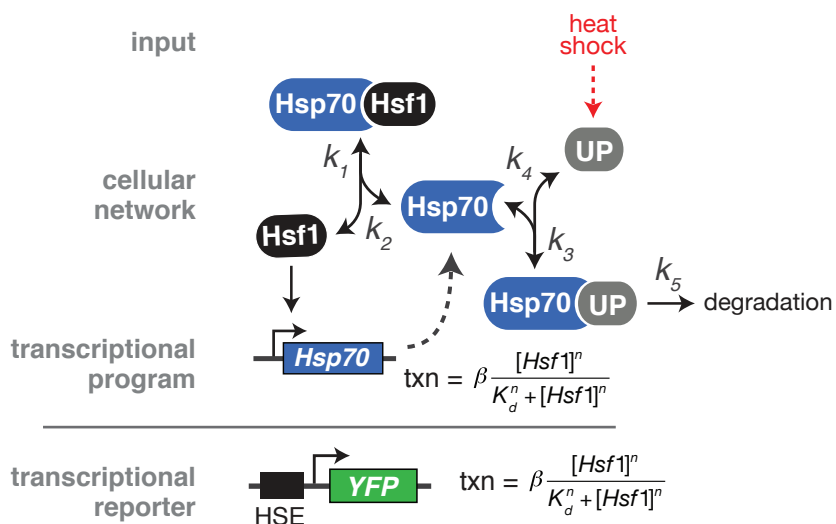 input
heat
shock
Hsp70 Hsf1
UP
k1
k4
cellular
network
Hsp70
Hsf1
k2
k3
Hsp70 UP
k5
degradation
transcriptional
program
Hsp70
txn = β [Hsf1]^n / (K_d^n + [Hsf1]^n)
transcriptional
reporter
HSE
YFP
txn = β [Hsf1]^n / (K_d^n + [Hsf1]^n)